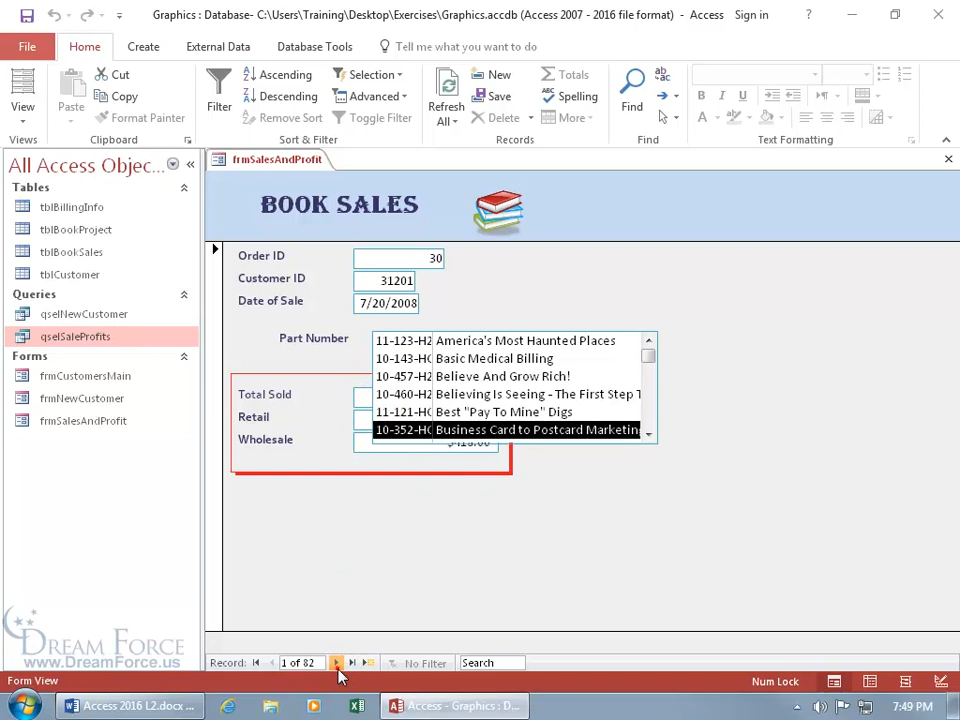 Graphics : Database- C:\Users\Training\Desktop\Exercises\Graphics.accdb (Access 2007 - 2016 file format) - Access Sign in ?
File Home Create External Data Database Tools Tell me what you want to do
View
Views
Paste
Cut
Copy
Format Painter
Clipboard
Filter
Ascending
Descending
Remove Sort
Selection
Advanced
Toggle Filter
Sort & Filter
Refresh All
New
Save
Delete
Totals
Spelling
More
Records
Find
ab
ac
Find
B I U
A
Text Formatting
All Access Objec...
Tables
tblBillingInfo
tblBookProject
tblBookSales
tblCustomer
Queries
qselNewCustomer
qselSaleProfits
Forms
frmCustomersMain
frmNewCustomer
frmSalesAndProfit
frmSalesAndProfit
BOOK SALES
Order ID 30
Customer ID 31201
Date of Sale 7/20/2008
Part Number
11-123-H2 America's Most Haunted Places
10-143-HC Basic Medical Billing
10-457-H2 Believe And Grow Rich!
10-460-H2 Believing Is Seeing - The First Step T
11-121-HC Best "Pay To Mine" Digs
10-352-HC Business Card to Postcard Marketing
Total Sold
Retail
Wholesale
DREAM FORCE
www.DreamForce.us
Record: 1 of 82 No Filter Search
Form View Num Lock
Access 2016 L2.docx ... Access - Graphics : D... 7:49 PM